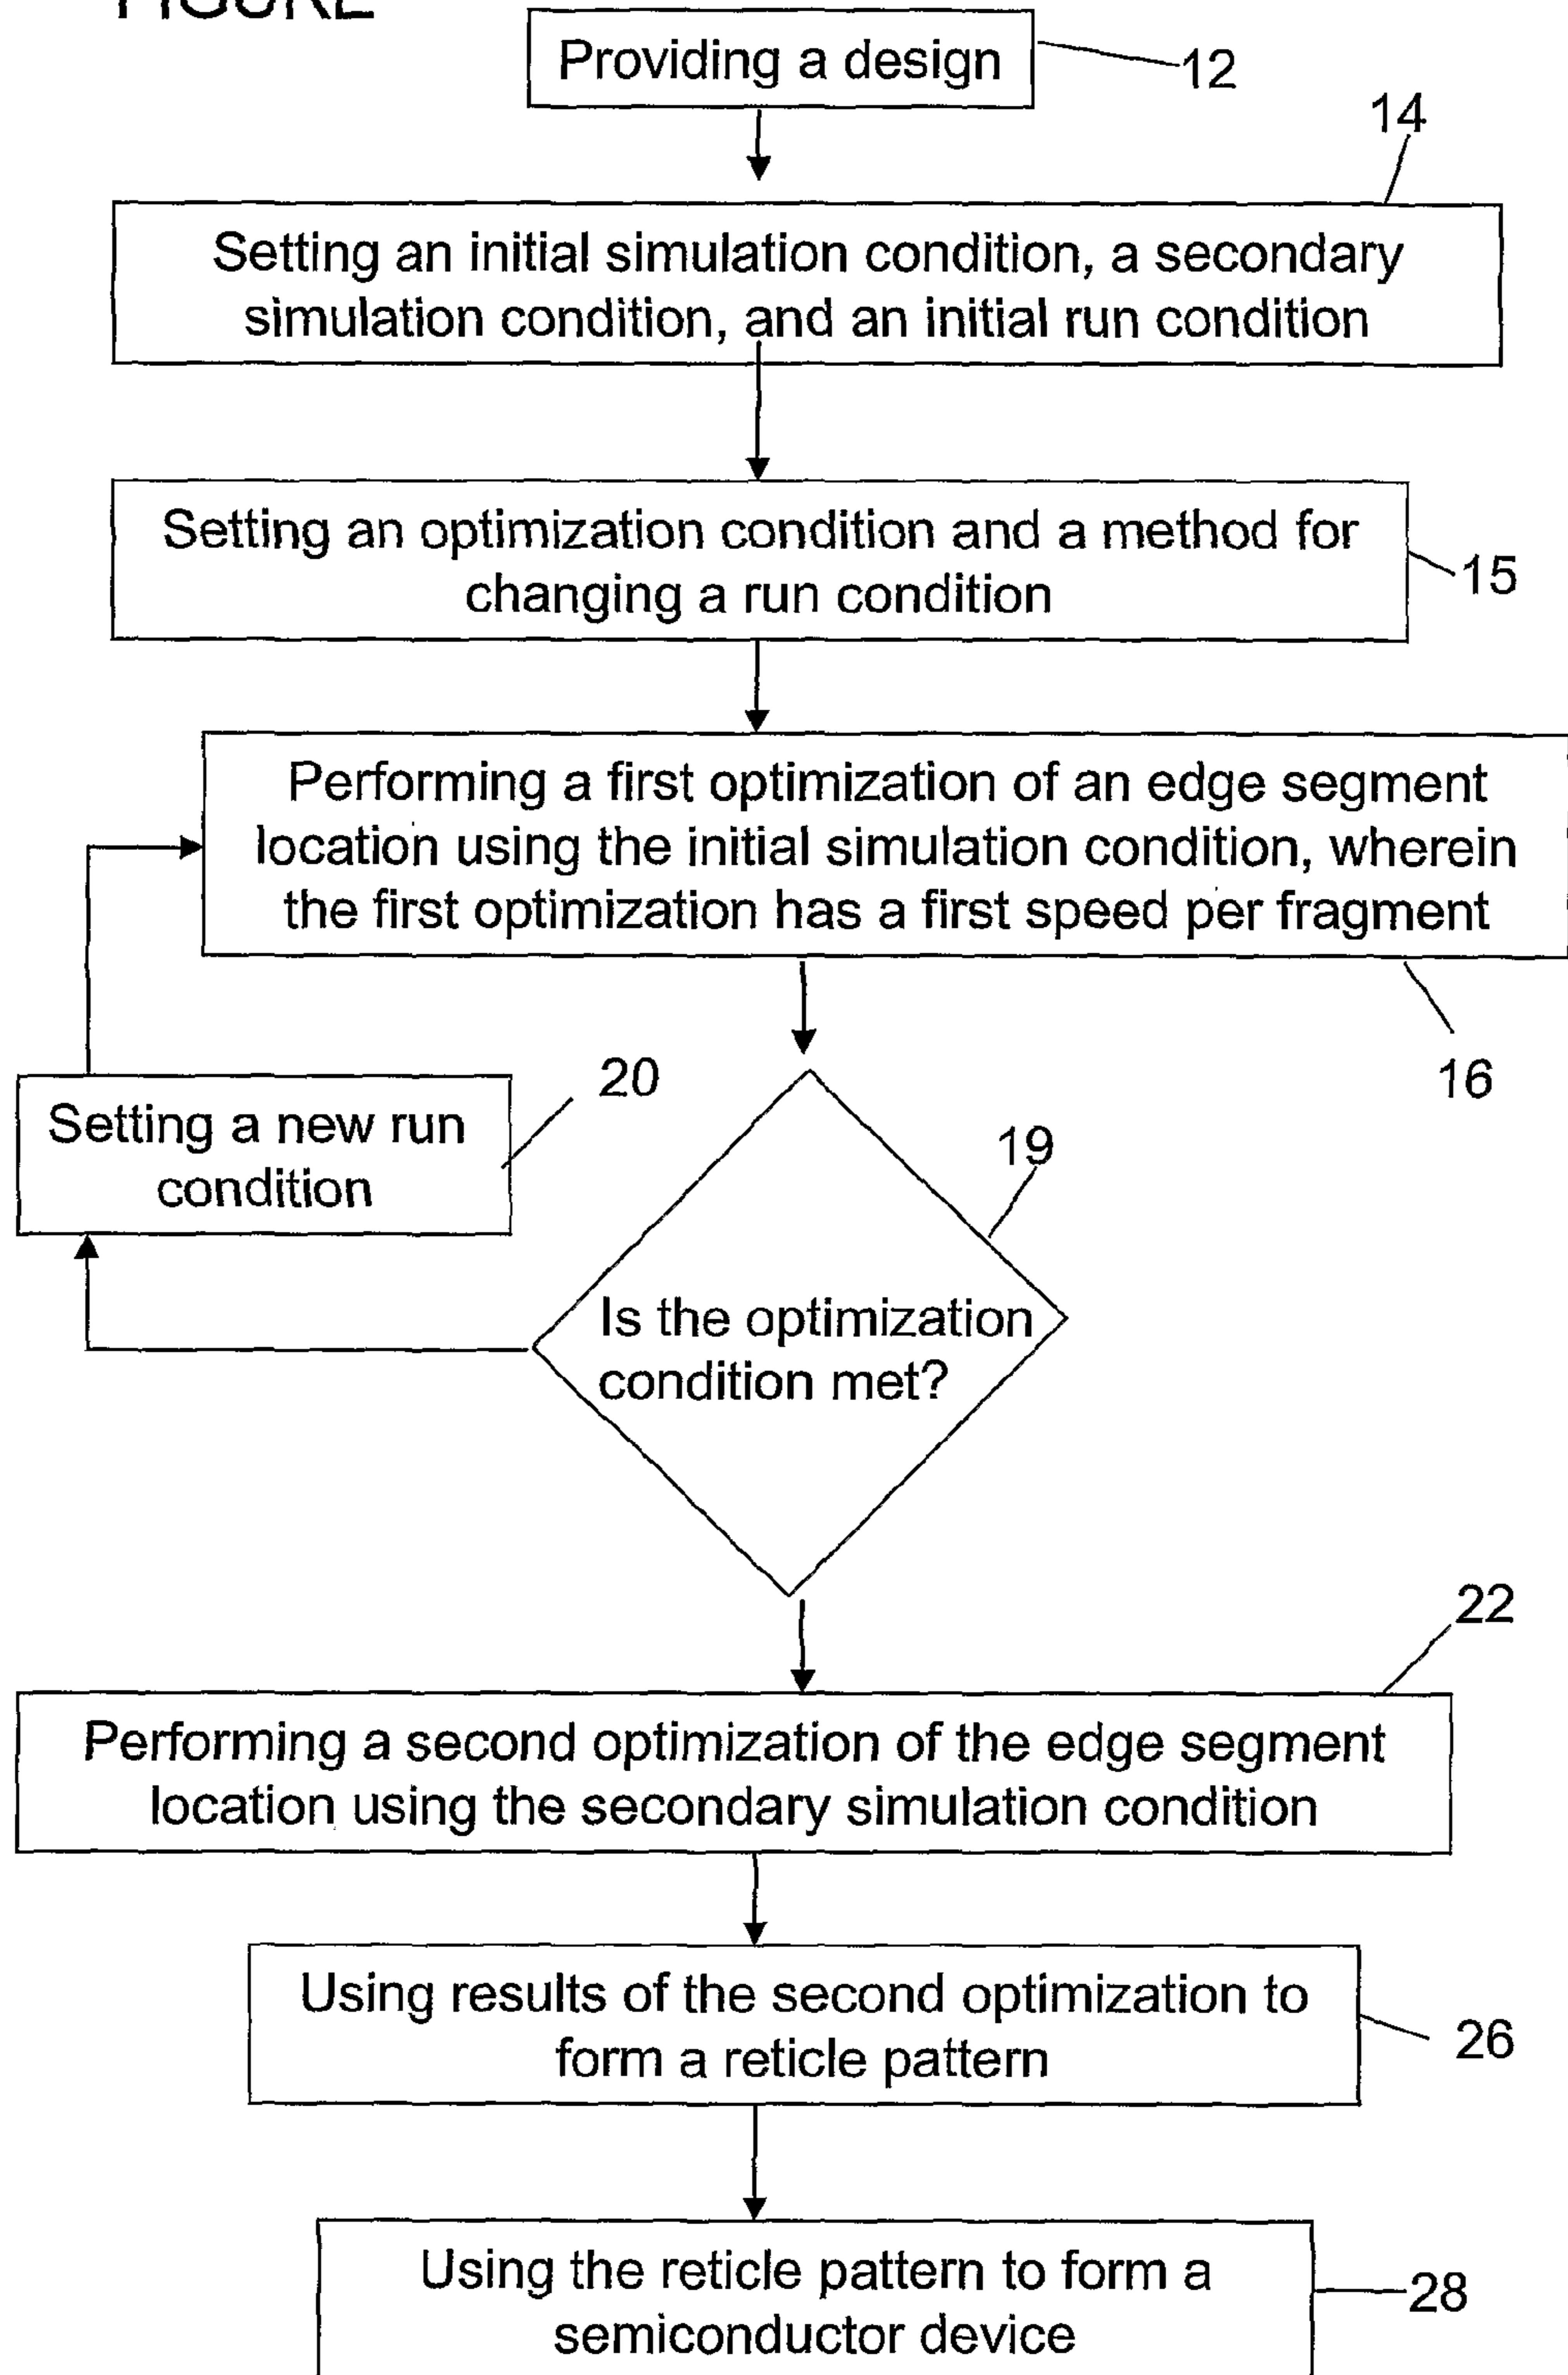 FIGURE
Providing a design
12
14
Setting an initial simulation condition, a secondary
simulation condition, and an initial run condition
Setting an optimization condition and a method for
changing a run condition
15
Performing a first optimization of an edge segment
location using the initial simulation condition, wherein
the first optimization has a first speed per fragment
16
20
Setting a new run
condition
19
Is the optimization
condition met?
22
Performing a second optimization of the edge segment
location using the secondary simulation condition
Using results of the second optimization to
form a reticle pattern
26
Using the reticle pattern to form a
semiconductor device
28